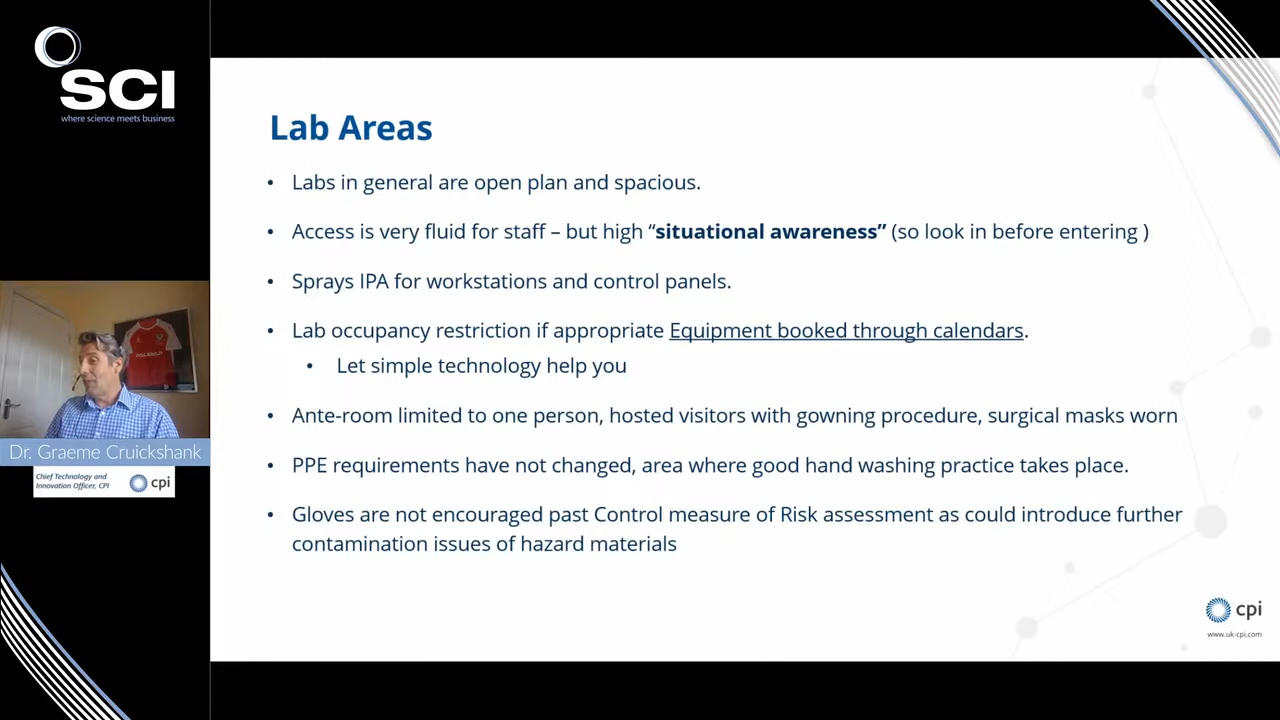 SCI
where science meets business
Lab Areas
• Labs in general are open plan and spacious.
• Access is very fluid for staff – but high “situational awareness” (so look in before entering )
• Sprays IPA for workstations and control panels.
• Lab occupancy restriction if appropriate Equipment booked through calendars.
• Let simple technology help you
• Ante-room limited to one person, hosted visitors with gowning procedure, surgical masks worn
• PPE requirements have not changed, area where good hand washing practice takes place.
• Gloves are not encouraged past Control measure of Risk assessment as could introduce further
contamination issues of hazard materials
Dr. Graeme Cruickshank
Chief Technology and
Innovation Officer, CPI
cpi
cpi
www.uk-cpi.com